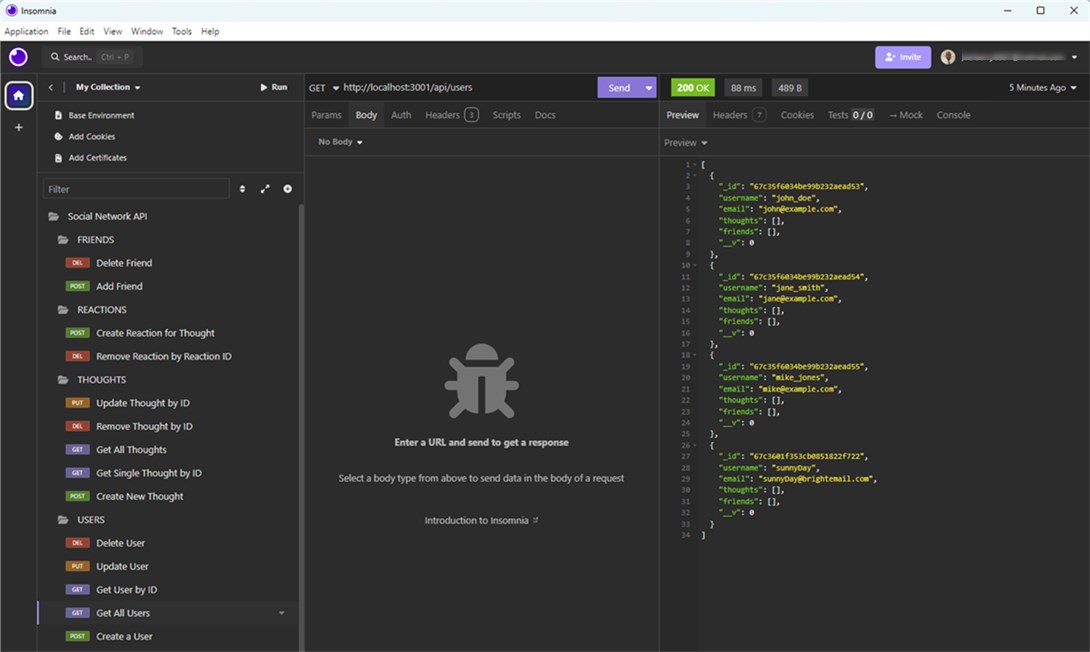 Insomnia
Application File Edit View Window Tools Help
Search.. Ctrl + P
Invite
My Collection
Run
Base Environment
Add Cookies
Add Certificates
Filter
Social Network API
FRIENDS
DEL Delete Friend
POST Add Friend
REACTIONS
POST Create Reaction for Thought
DEL Remove Reaction by Reaction ID
THOUGHTS
PUT Update Thought by ID
DEL Remove Thought by ID
GET Get All Thoughts
GET Get Single Thought by ID
POST Create New Thought
USERS
DEL Delete User
PUT Update User
GET Get User by ID
GET Get All Users
POST Create a User
GET http://localhost:3001/api/users Send
Params Body Auth Headers 3 Scripts Docs
No Body
Enter a URL and send to get a response
Select a body type from above to send data in the body of a request
Introduction to Insomnia
200 OK 88 ms 489 B 5 Minutes Ago
Preview Headers 7 Cookies Tests 0 / 0 → Mock Console
Preview
1 [
2 {
3 "_id": "67c35f6034be99b232aead53",
4 "username": "john_doe",
5 "email": "john@example.com",
6 "thoughts": [],
7 "friends": [],
8 "__v": 0
9 },
10 {
11 "_id": "67c35f6034be99b232aead54",
12 "username": "jane_smith",
13 "email": "jane@example.com",
14 "thoughts": [],
15 "friends": [],
16 "__v": 0
17 },
18 {
19 "_id": "67c35f6034be99b232aead55",
20 "username": "mike_jones",
21 "email": "mike@example.com",
22 "thoughts": [],
23 "friends": [],
24 "__v": 0
25 },
26 {
27 "_id": "67c3601f353cb0851822f722",
28 "username": "sunnyDay",
29 "email": "sunnyDay@brightemail.com",
30 "thoughts": [],
31 "friends": [],
32 "__v": 0
33 }
34 ]